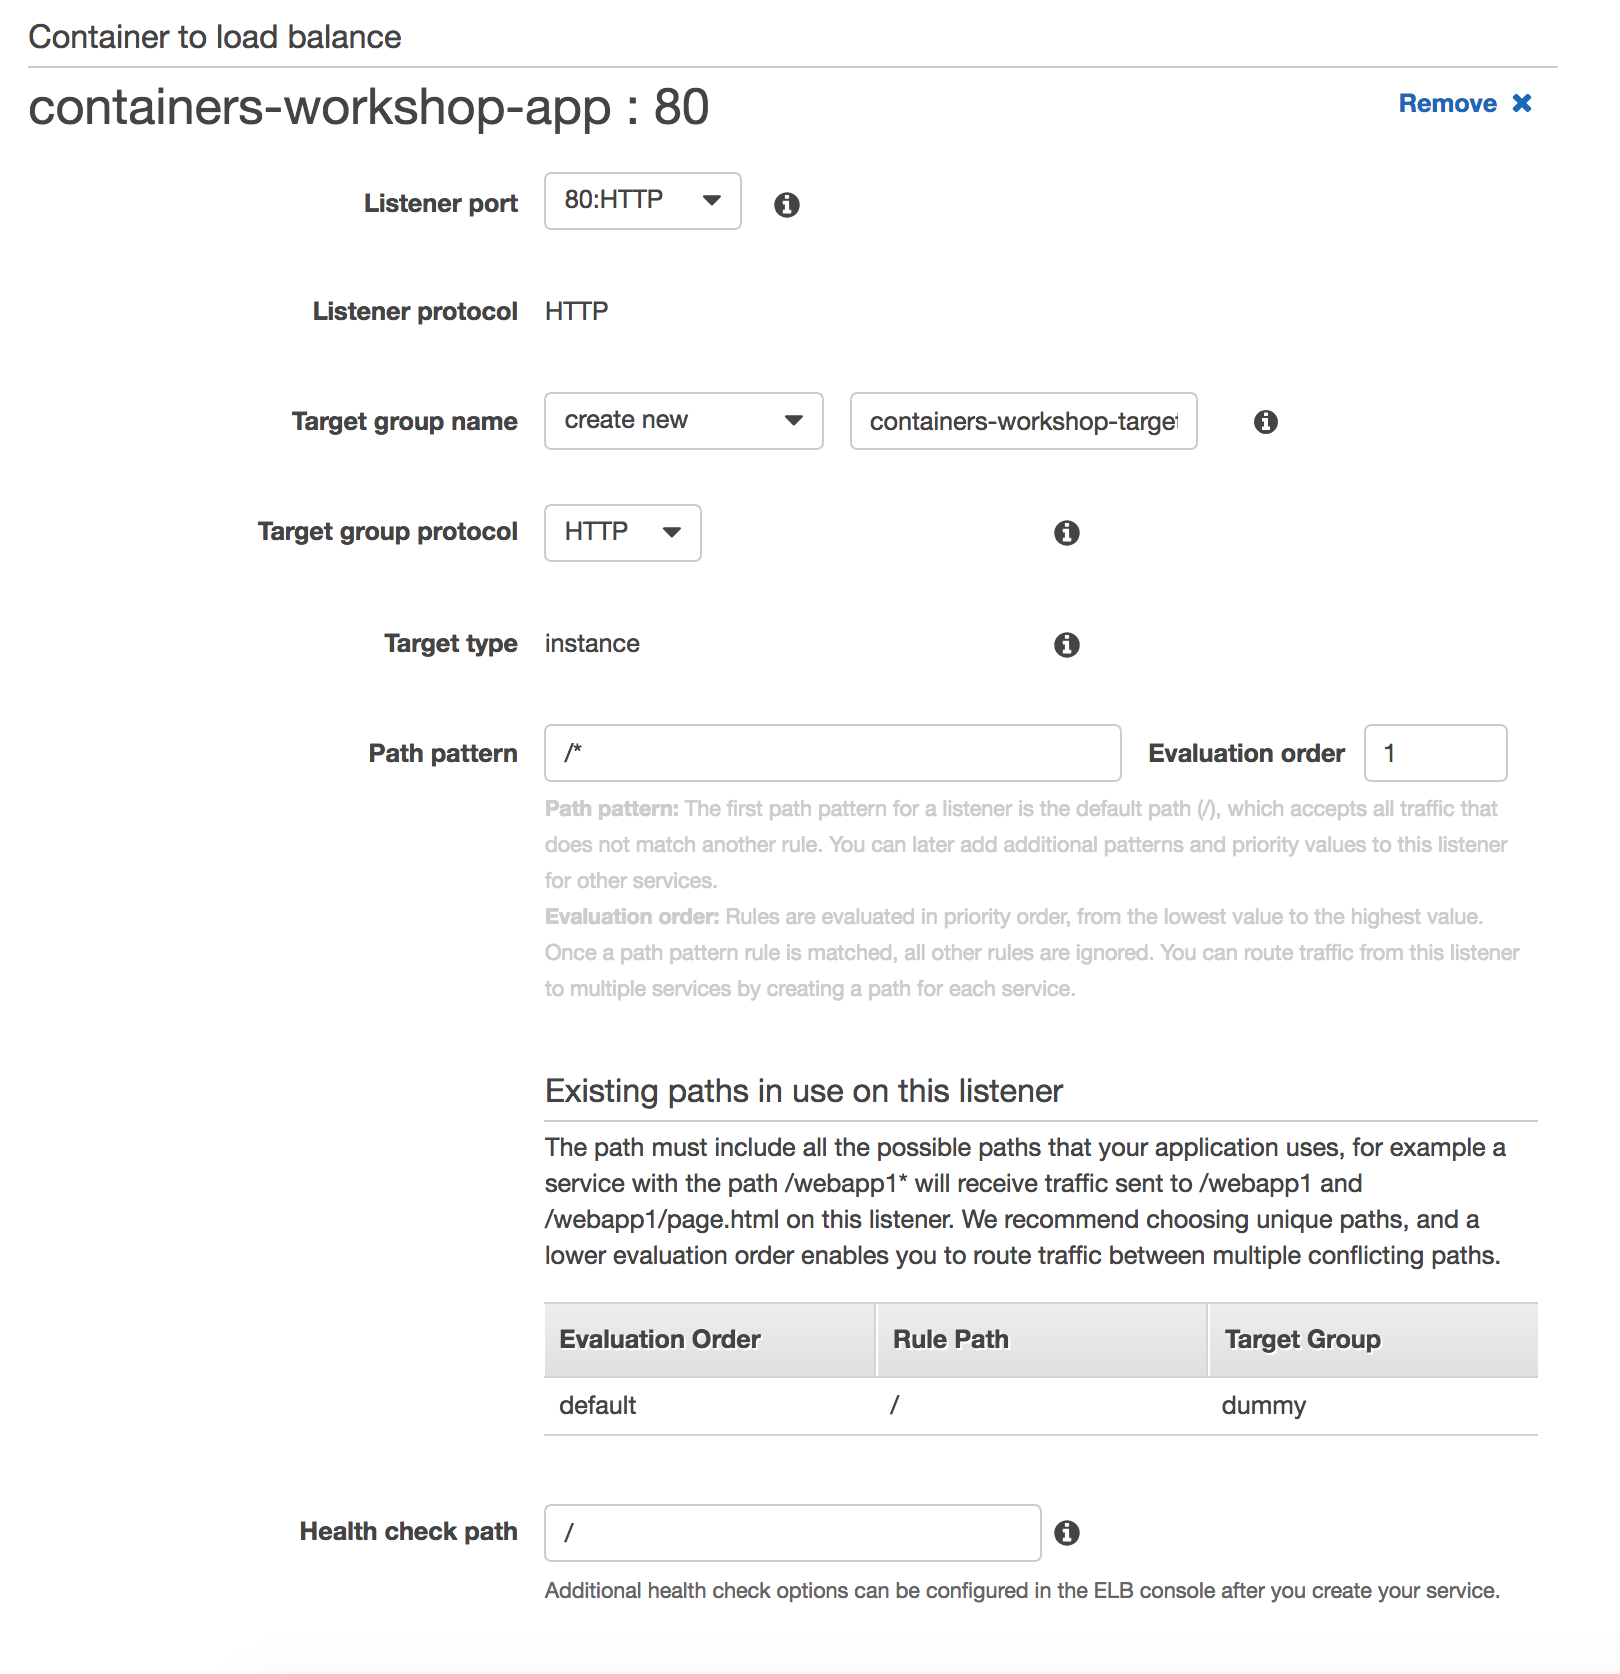 Container to load balance
containers-workshop-app : 80
Remove
Listener port 80:HTTP
Listener protocol HTTP
Target group name create new containers-workshop-target
Target group protocol HTTP
Target type instance
Path pattern /* Evaluation order 1
Path pattern: The first path pattern for a listener is the default path (/), which accepts all traffic that
does not match another rule. You can later add additional patterns and priority values to this listener
for other services.
Evaluation order: Rules are evaluated in priority order, from the lowest value to the highest value.
Once a path pattern rule is matched, all other rules are ignored. You can route traffic from this listener
to multiple services by creating a path for each service.
Existing paths in use on this listener
The path must include all the possible paths that your application uses, for example a
service with the path /webapp1* will receive traffic sent to /webapp1 and
/webapp1/page.html on this listener. We recommend choosing unique paths, and a
lower evaluation order enables you to route traffic between multiple conflicting paths.
Evaluation Order Rule Path Target Group
default / dummy
Health check path /
Additional health check options can be configured in the ELB console after you create your service.